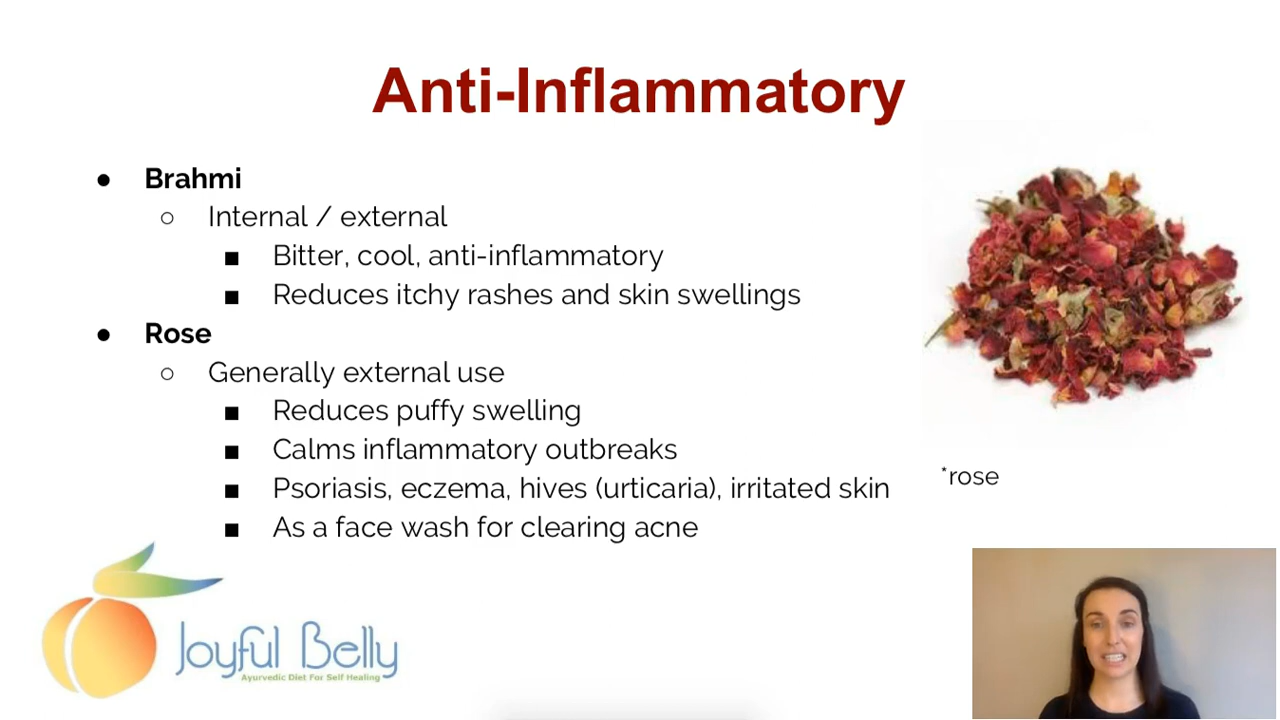 Anti-Inflammatory
● Brahmi
○ Internal / external
■ Bitter, cool, anti-inflammatory
■ Reduces itchy rashes and skin swellings
● Rose
○ Generally external use
■ Reduces puffy swelling
■ Calms inflammatory outbreaks
■ Psoriasis, eczema, hives (urticaria), irritated skin
■ As a face wash for clearing acne
*rose
Joyful Belly
Ayurvedic Diet For Self Healing